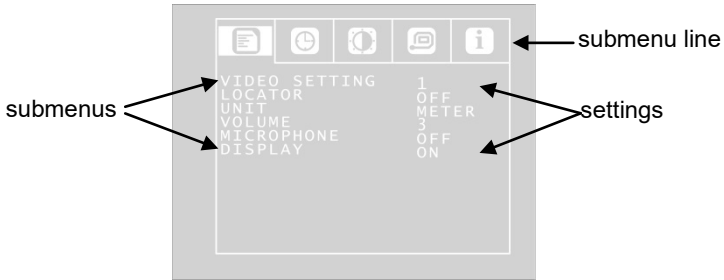 submenu line
VIDEO SETTING 1
LOCATOR OFF
UNIT METER
VOLUME 3
MICROPHONE OFF
DISPLAY ON
submenus
settings